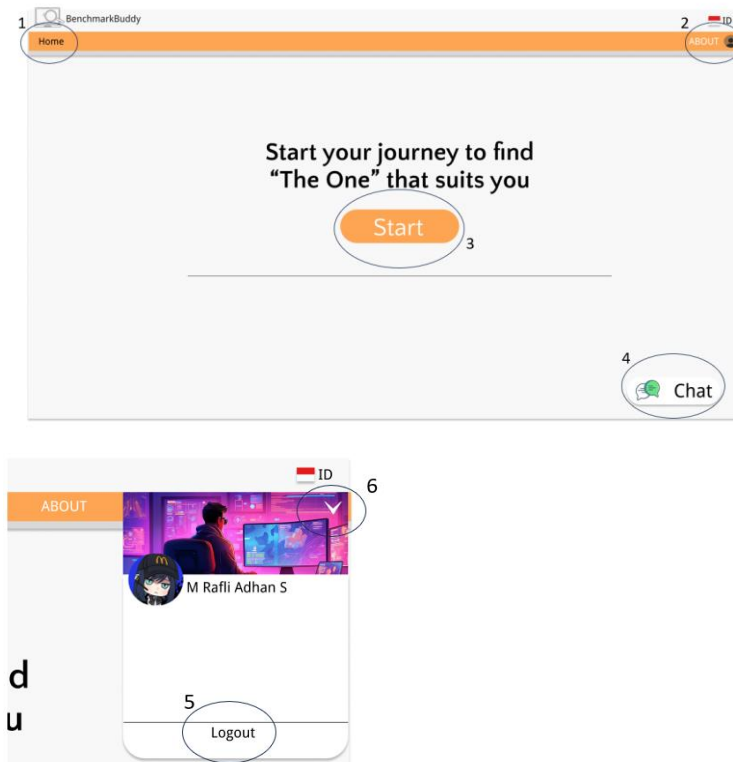 1
BenchmarkBuddy
2
ID
Home
ABOUT
Start your journey to find
“The One” that suits you
Start
3
4
Chat
ID
6
ABOUT
M Rafli Adhan S
d
u
5
Logout